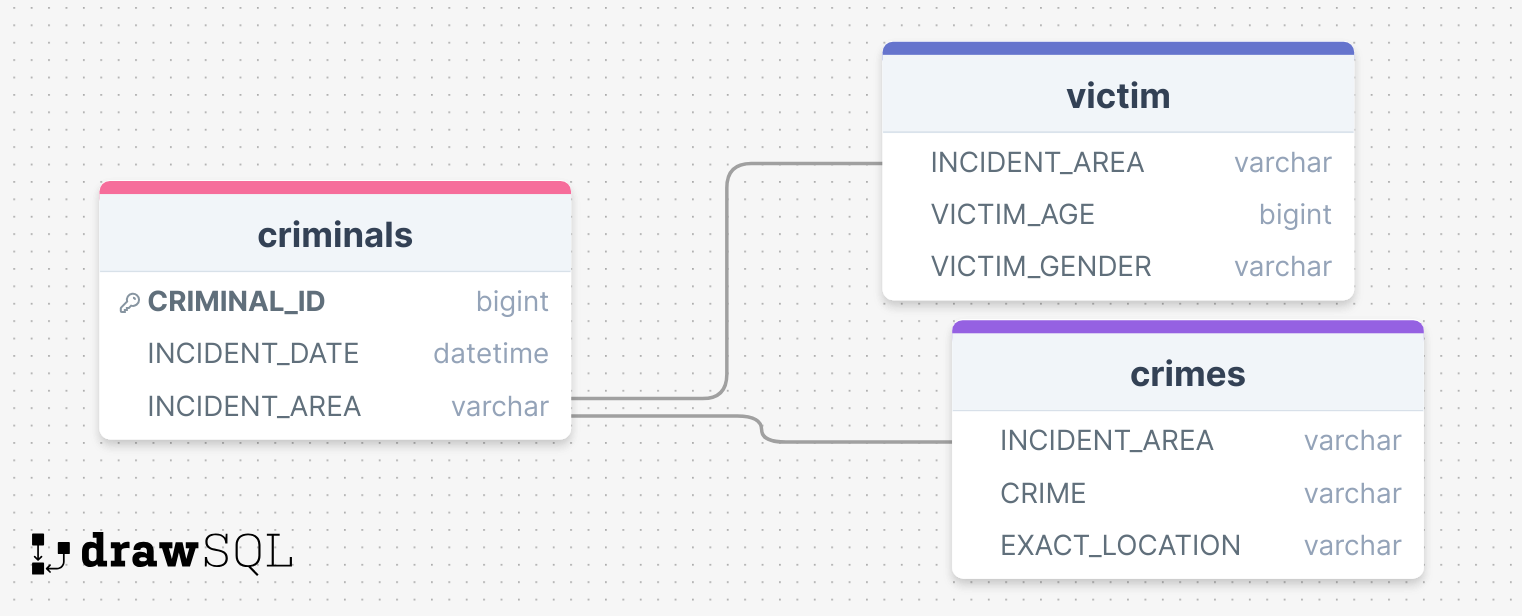 criminals
CRIMINAL_ID bigint
INCIDENT_DATE datetime
INCIDENT_AREA varchar
victim
INCIDENT_AREA varchar
VICTIM_AGE bigint
VICTIM_GENDER varchar
crimes
INCIDENT_AREA varchar
CRIME varchar
EXACT_LOCATION varchar
drawSQL